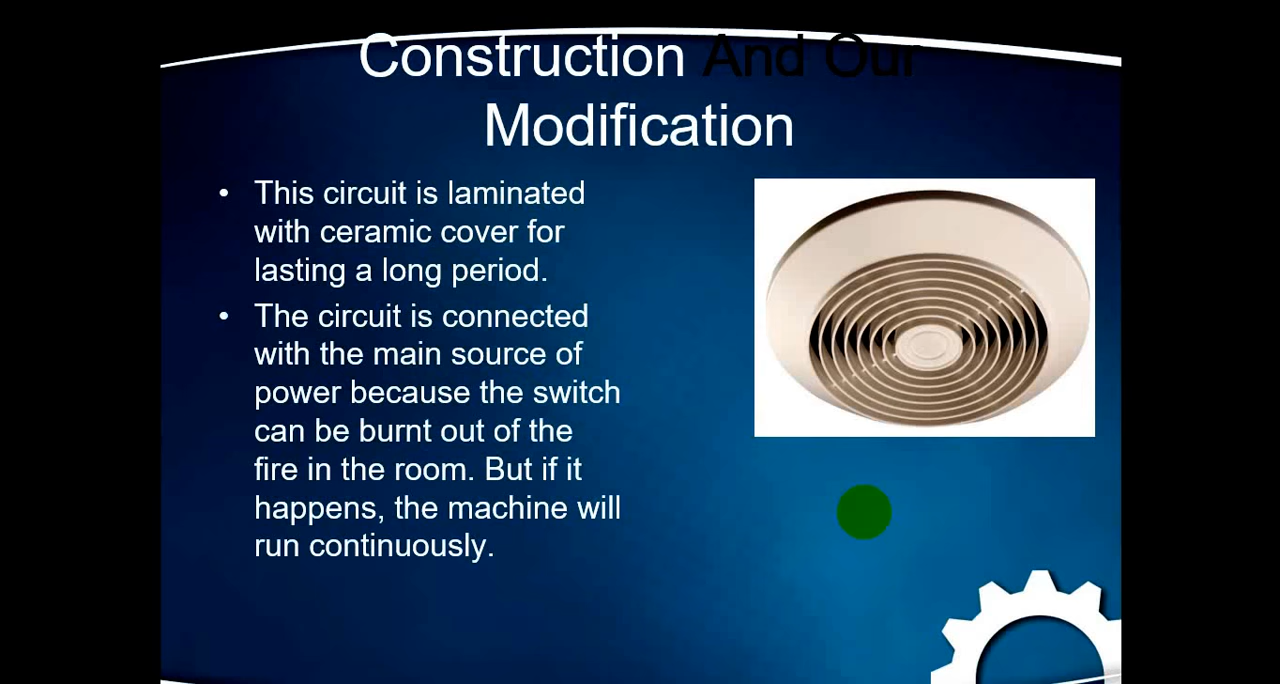 Construction And Our
Modification
• This circuit is laminated
with ceramic cover for
lasting a long period.
• The circuit is connected
with the main source of
power because the switch
can be burnt out of the
fire in the room. But if it
happens, the machine will
run continuously.